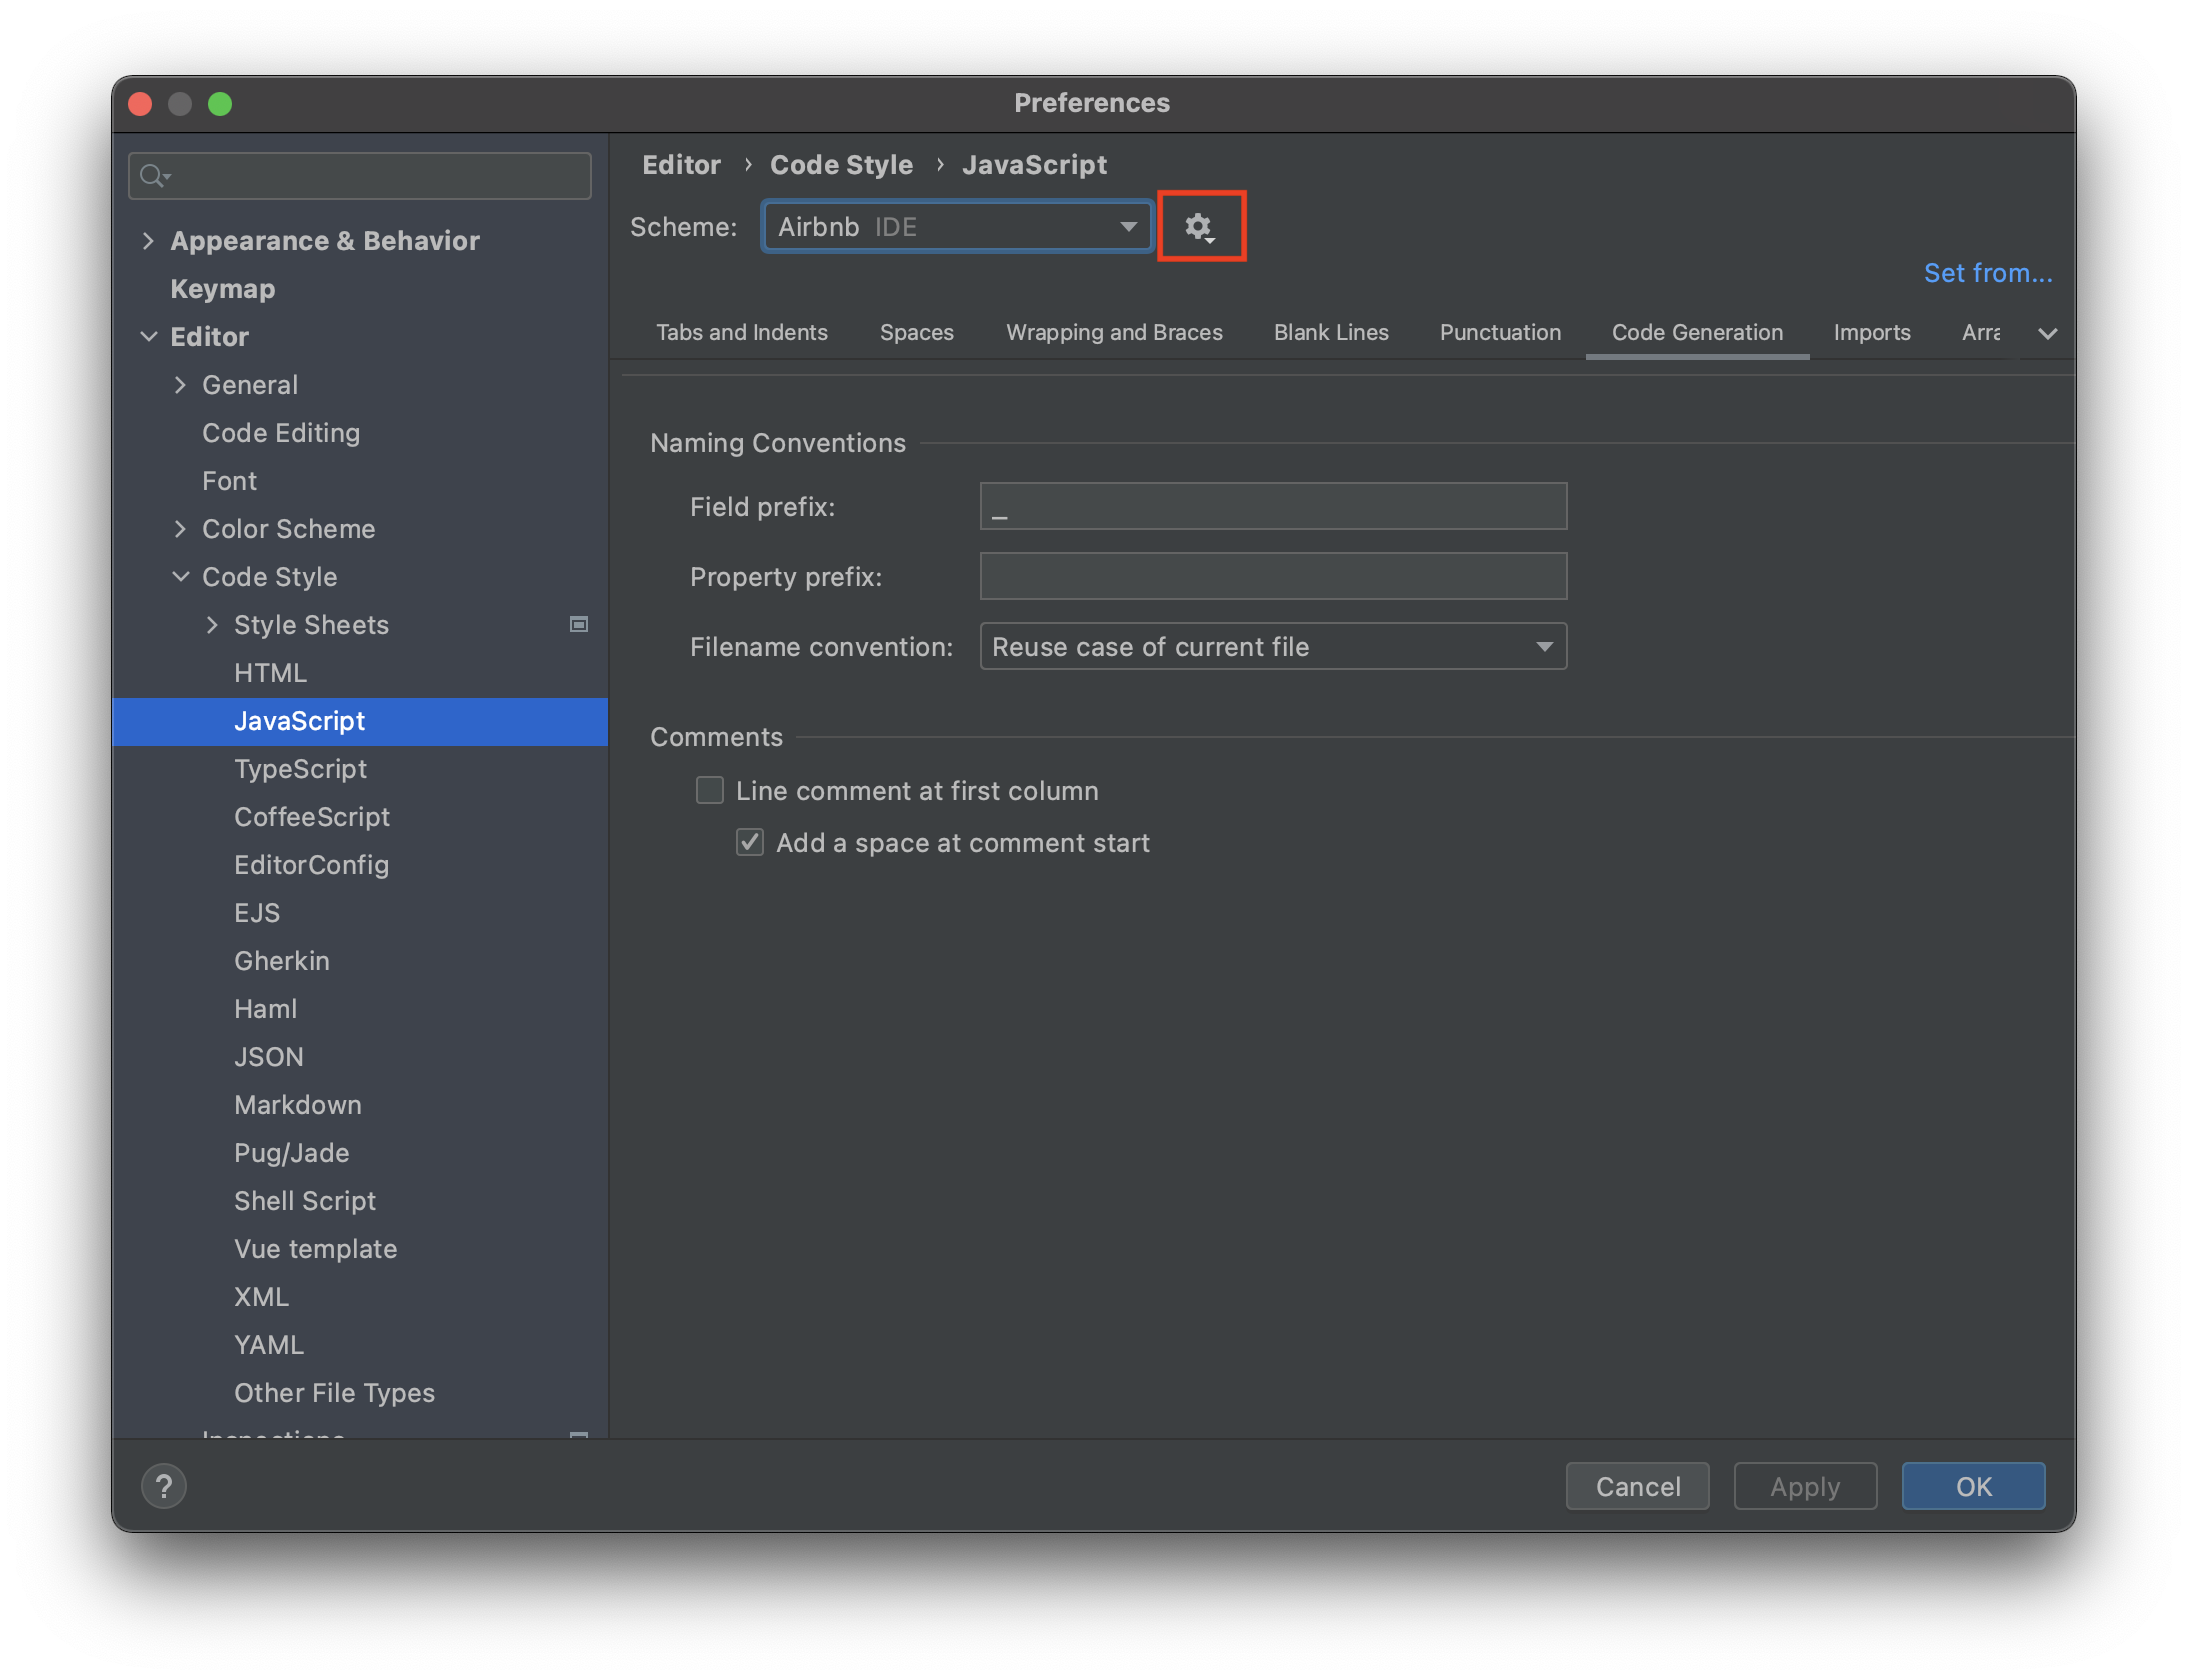 Preferences
Appearance & Behavior
Keymap
Editor
General
Code Editing
Font
Color Scheme
Code Style
Style Sheets
HTML
JavaScript
TypeScript
CoffeeScript
EditorConfig
EJS
Gherkin
Haml
JSON
Markdown
Pug/Jade
Shell Script
Vue template
XML
YAML
Other File Types
Inspections
Editor › Code Style › JavaScript
Scheme: Airbnb IDE
Set from...
Tabs and Indents Spaces Wrapping and Braces Blank Lines Punctuation Code Generation Imports Arra
Naming Conventions
Field prefix: _
Property prefix:
Filename convention: Reuse case of current file
Comments
Line comment at first column
Add a space at comment start
? Cancel Apply OK